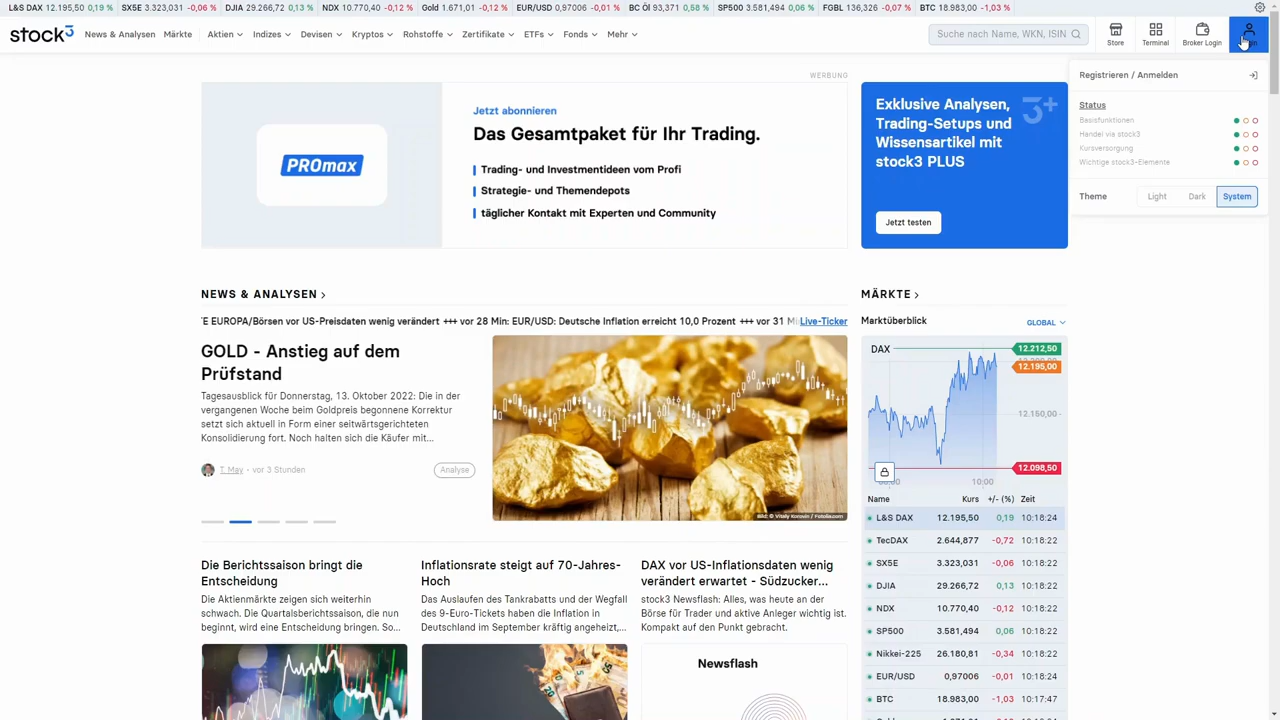 L&S DAX 12.195,50 0,19 % SX5E 3.323,031 -0,06 % DJIA 29.266,72 0,13 % NDX 10.770,40 -0,12 % Gold 1.671,01 -0,12 % EUR/USD 0,97006 -0,01 % BC Öl 93,371 0,58 % SP500 3.581,494 0,06 % FGBL 136,326 -0,07 % BTC 18.983,00 -1,03 %
stock3 News & Analysen Märkte Aktien Indizes Devisen Kryptos Rohstoffe Zertifikate ETFs Fonds Mehr Suche nach Name, WKN, ISIN Store Terminal Broker Login
WERBUNG
PROmax
Jetzt abonnieren
Das Gesamtpaket für Ihr Trading.
Trading- und Investmentideen vom Profi
Strategie- und Themendepots
täglicher Kontakt mit Experten und Community
Exklusive Analysen,
Trading-Setups und
Wissensartikel mit
stock3 PLUS
3+
Jetzt testen
Registrieren / Anmelden
Status
Basisfunktionen
Handel via stock3
Kursversorgung
Wichtige stock3-Elemente
Theme Light Dark System
NEWS & ANALYSEN
EUROPA/Börsen vor US-Preisdaten wenig verändert +++ vor 28 Min: EUR/USD: Deutsche Inflation erreicht 10,0 Prozent +++ vor 31 Live-Ticker
GOLD - Anstieg auf dem
Prüfstand
Tagesausblick für Donnerstag, 13. Oktober 2022: Die in der
vergangenen Woche beim Goldpreis begonnene Korrektur
setzt sich aktuell in Form einer seitwärtsgerichteten
Konsolidierung fort. Noch halten sich die Käufer mit...
T. May - vor 3 Stunden Analyse
Bild: © Vitaly Korovin / Fotolia.com
MÄRKTE
Marktüberblick GLOBAL
DAX
12.212,50
12.195,00
12.150,00
12.098,50
10:00
Name Kurs +/- (%) Zeit
L&S DAX 12.195,50 0,19 10:18:24
TecDAX 2.644,877 -0,72 10:18:22
SX5E 3.323,031 -0,06 10:18:22
DJIA 29.266,72 0,13 10:18:22
NDX 10.770,40 -0,12 10:18:22
SP500 3.581,494 0,06 10:18:22
Nikkei-225 26.180,81 -0,34 10:18:22
EUR/USD 0,97006 -0,01 10:18:24
BTC 18.983,00 -1,03 10:17:47
Die Berichtssaison bringt die
Entscheidung
Die Aktienmärkte zeigen sich weiterhin
schwach. Die Quartalsberichtssaison, die nun
beginnt, wird eine Entscheidung bringen. So...
Inflationsrate steigt auf 70-Jahres-
Hoch
Das Auslaufen des Tankrabatts und der Wegfall
des 9-Euro-Tickets haben die Inflation in
Deutschland im September kräftig angeheizt,...
DAX vor US-Inflationsdaten wenig
verändert erwartet - Südzucker...
stock3 Newsflash: Alles, was heute an der
Börse für Trader und aktive Anleger wichtig ist.
Kompakt auf den Punkt gebracht.
Newsflash